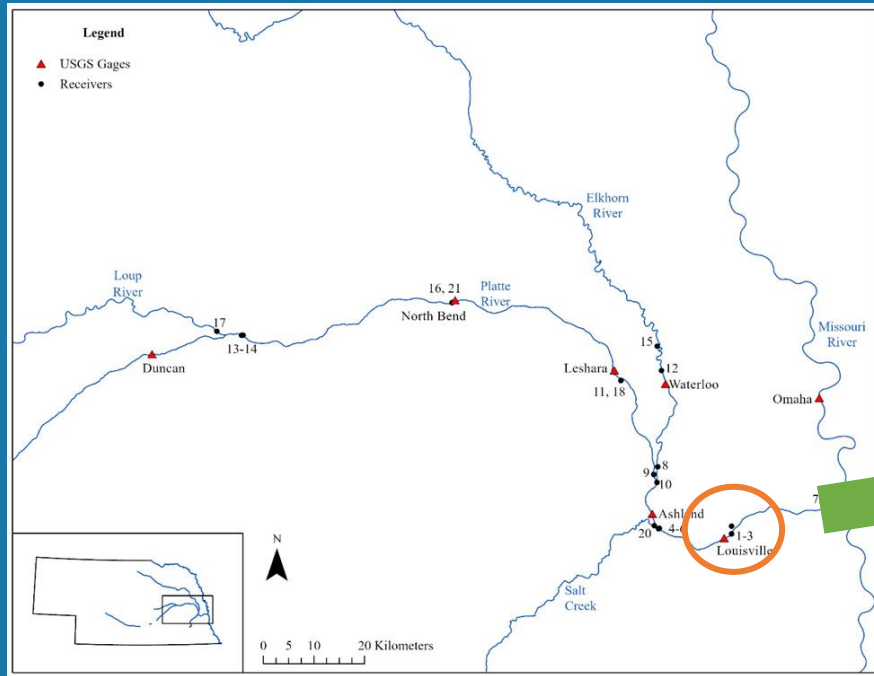 Legend
USGS Gages
Receivers
Elkhorn
River
Loup
River
16, 21
Platte
River
North Bend
17
13-14
Duncan
15
Missouri
River
Leshara
12
11, 18
Waterloo
Omaha
8
9
10
7
Ashland
20
4-
1-3
Louisville
N
Salt
Creek
0 5 10 20 Kilometers